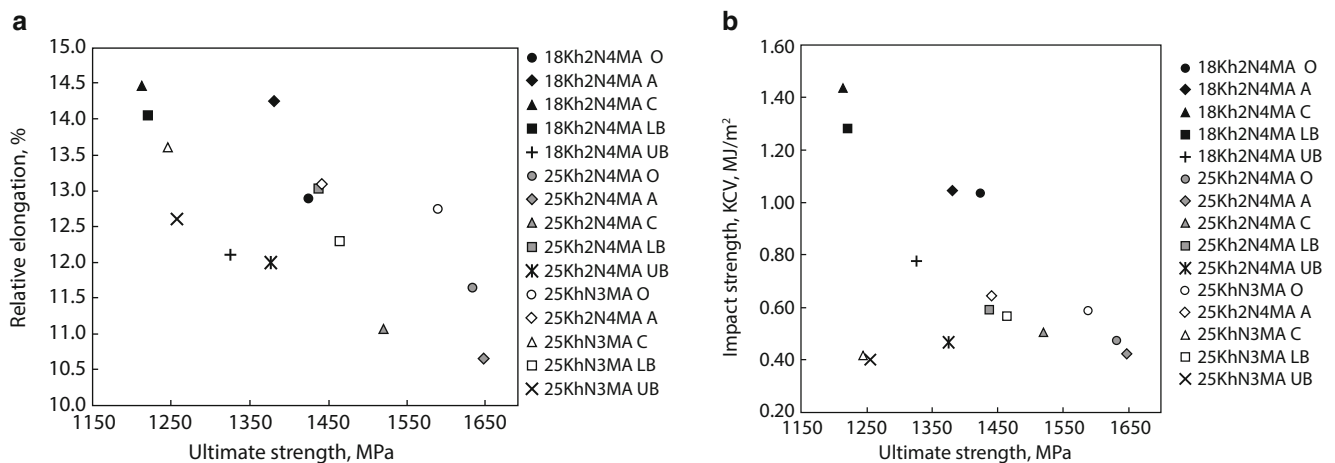 a
15.0
14.5
14.0
13.5
13.0
12.5
12.0
11.5
11.0
10.5
10.0
Relative elongation, %
1150 1250 1350 1450 1550 1650
Ultimate strength, MPa
18Kh2N4MA O
18Kh2N4MA A
18Kh2N4MA C
18Kh2N4MA LB
18Kh2N4MA UB
25Kh2N4MA O
25Kh2N4MA A
25Kh2N4MA C
25Kh2N4MA LB
25Kh2N4MA UB
25KhN3MA O
25Kh2N4MA A
25KhN3MA C
25KhN3MA LB
25KhN3MA UB
b
1.60
1.40
1.20
1.00
0.80
0.60
0.40
0.20
Impact strength, KCV, MJ/m²
1150 1250 1350 1450 1550 1650
Ultimate strength, MPa
18Kh2N4MA O
18Kh2N4MA A
18Kh2N4MA C
18Kh2N4MA LB
18Kh2N4MA UB
25Kh2N4MA O
25Kh2N4MA A
25Kh2N4MA C
25Kh2N4MA LB
25Kh2N4MA UB
25KhN3MA O
25Kh2N4MA A
25KhN3MA C
25KhN3MA LB
25KhN3MA UB